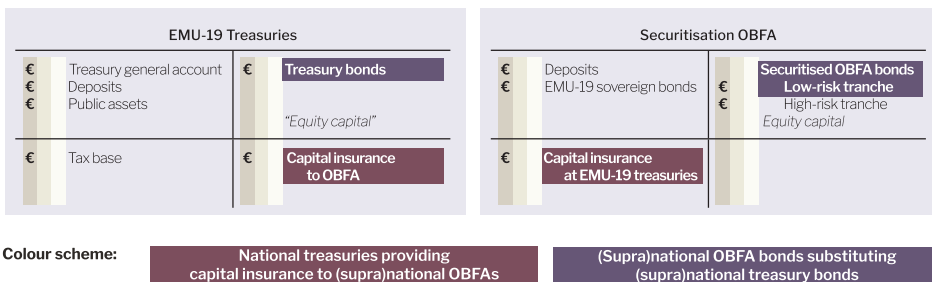 EMU-19 Treasuries
€ Treasury general account
€ Deposits
€ Public assets
€ Treasury bonds
“Equity capital”
€ Tax base
€ Capital insurance
to OBFA
Securitisation OBFA
€ Deposits
€ EMU-19 sovereign bonds
Securitised OBFA bonds
€ Low-risk tranche
€ High-risk tranche
Equity capital
€ Capital insurance
at EMU-19 treasuries
Colour scheme:
National treasuries providing
capital insurance to (supra)national OBFAs
(Supra)national OBFA bonds substituting
(supra)national treasury bonds